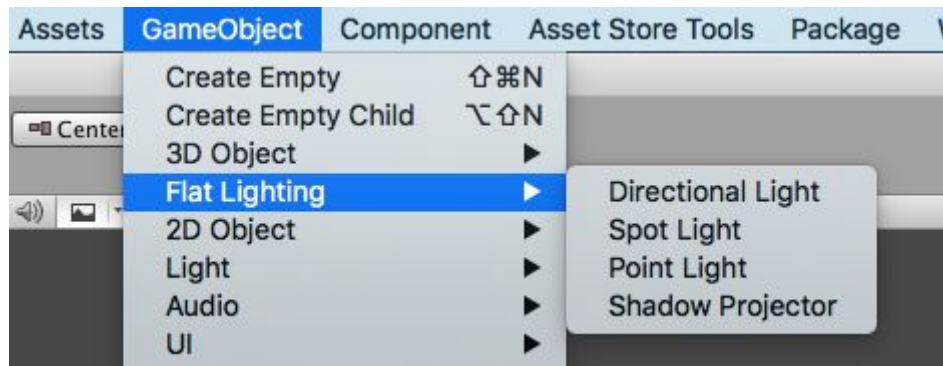 Assets GameObject Component Asset Store Tools Package
Create Empty ⇧⌘N
Create Empty Child ⌥⇧N
Center
3D Object ▶
Flat Lighting ▶ Directional Light
2D Object ▶ Spot Light
Light ▶ Point Light
Audio ▶ Shadow Projector
UI ▶